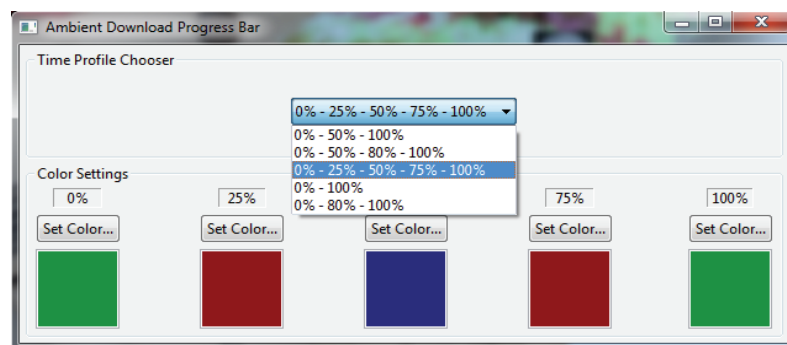 Ambient Download Progress Bar
Time Profile Chooser
0% - 25% - 50% - 75% - 100%
0% - 50% - 100%
0% - 50% - 80% - 100%
0% - 25% - 50% - 75% - 100%
0% - 100%
0% - 80% - 100%
Color Settings
0% 25% 75% 100%
Set Color... Set Color... Set Color... Set Color... Set Color...